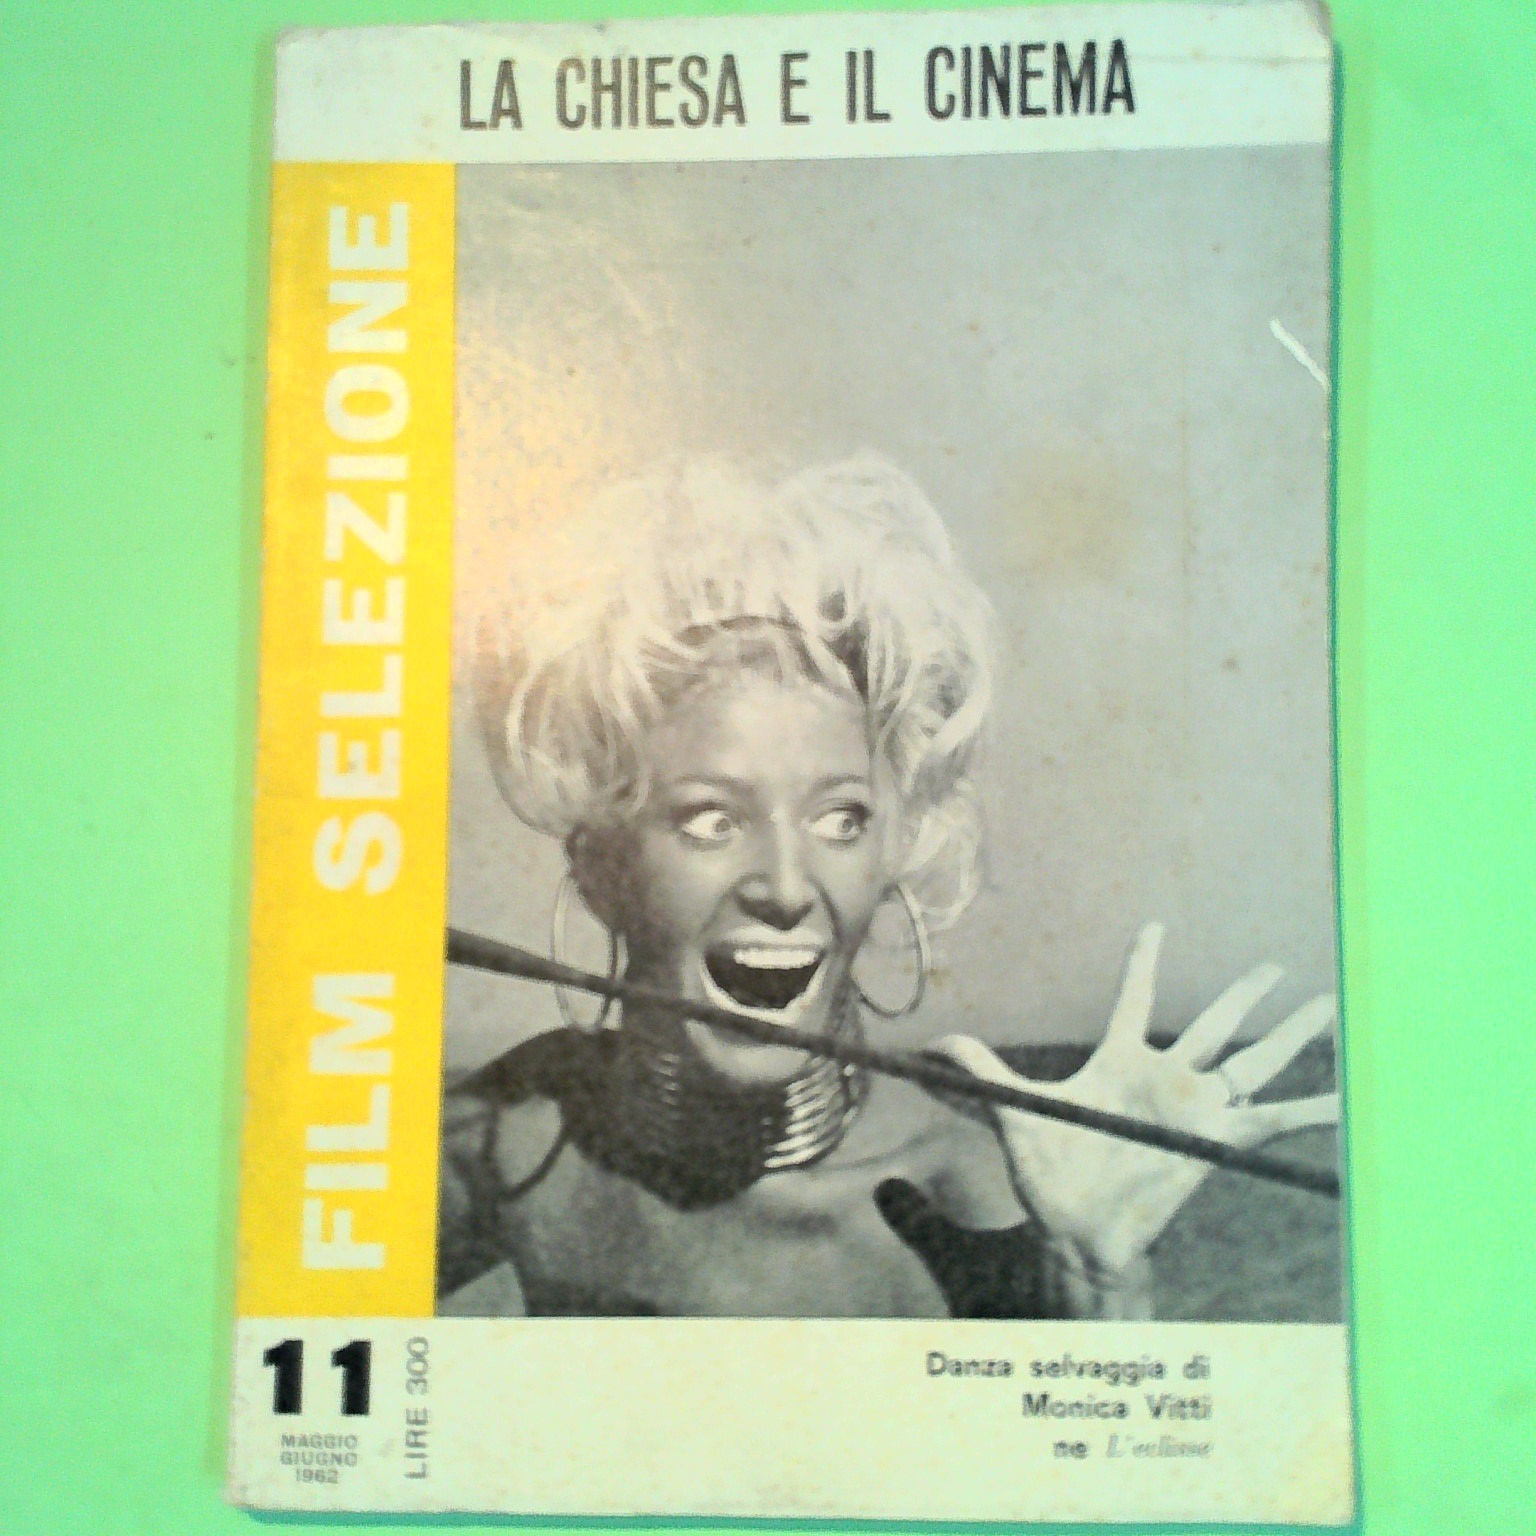 LA CHIESA E IL CINEMA
FILM SELEZIONE
11
MAGGIO
GIUGNO
1962
LIRE 300
Danza selvaggia di
Monica Vitti
ne L'eclisse